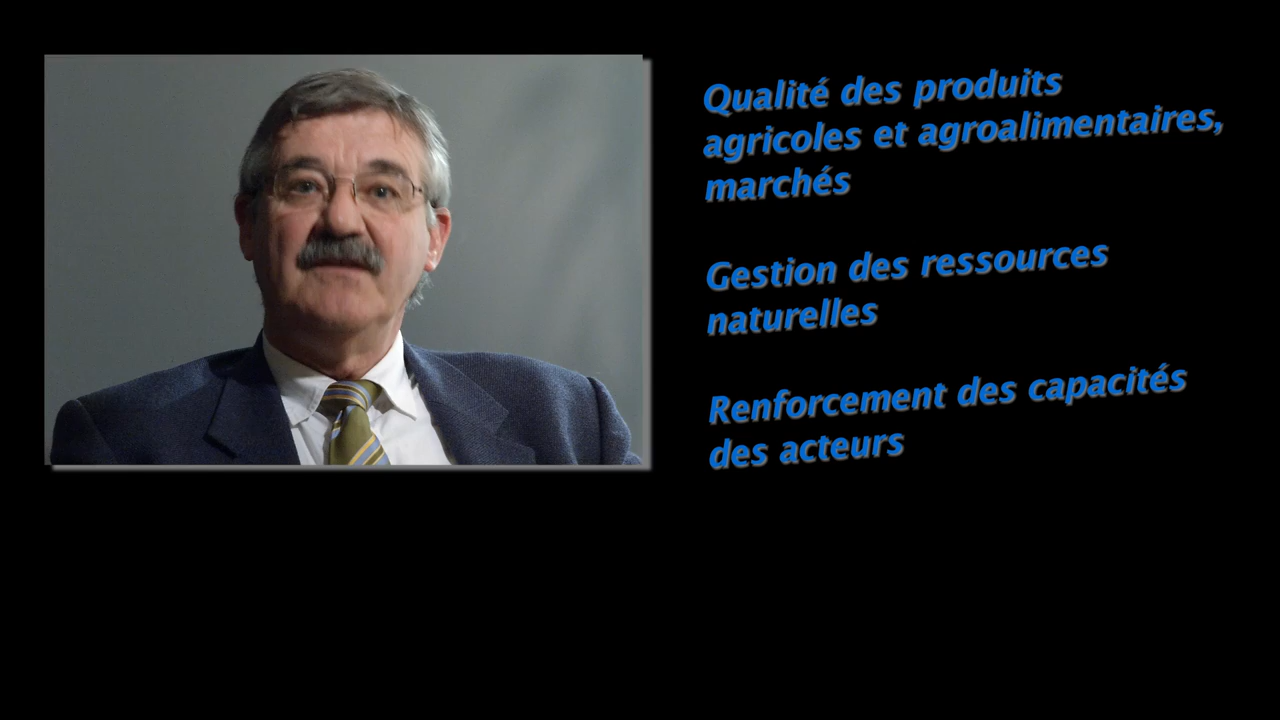 Qualité des produits
agricoles et agroalimentaires,
marchés
Gestion des ressources
naturelles
Renforcement des capacités
des acteurs